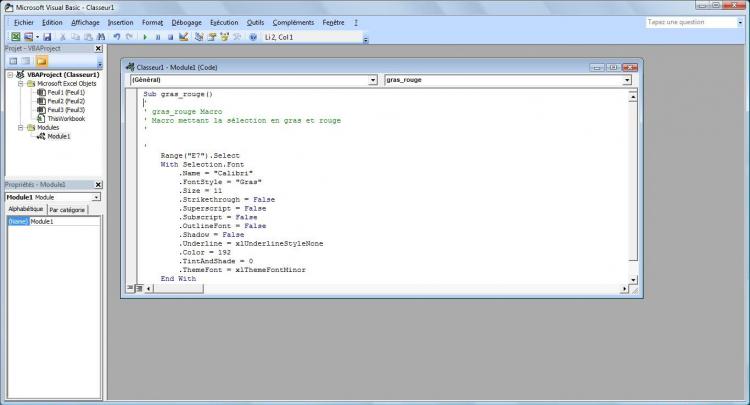 Microsoft Visual Basic - Classeur1
Fichier Edition Affichage Insertion Format Débogage Exécution Outils Compléments Fenêtre ?
Tapez une question
Li 2, Col 1
Projet - VBAProject
VBAProject (Classeur1)
Microsoft Excel Objets
Feuil1 (Feuil1)
Feuil2 (Feuil2)
Feuil3 (Feuil3)
ThisWorkbook
Modules
Module1
Propriétés - Module1
Module1 Module
Alphabétique Par catégorie
(Name) Module1
Classeur1 - Module1 (Code)
(Général) gras_rouge
Sub gras_rouge()
'
' gras_rouge Macro
' Macro mettant la sélection en gras et rouge
'
'
Range("E7").Select
With Selection.Font
.Name = "Calibri"
.FontStyle = "Gras"
.Size = 11
.Strikethrough = False
.Superscript = False
.Subscript = False
.OutlineFont = False
.Shadow = False
.Underline = xlUnderlineStyleNone
.Color = 192
.TintAndShade = 0
.ThemeFont = xlThemeFontMinor
End With